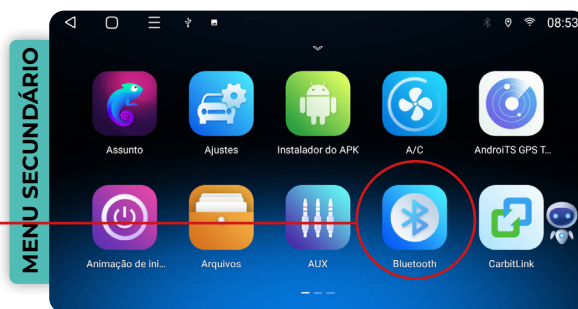 MENU SECUNDÁRIO
08:53
Assunto
Ajustes
Instalador do APK
A/C
AndroiTS GPS T...
Animação de ini...
Arquivos
AUX
Bluetooth
CarbitLink